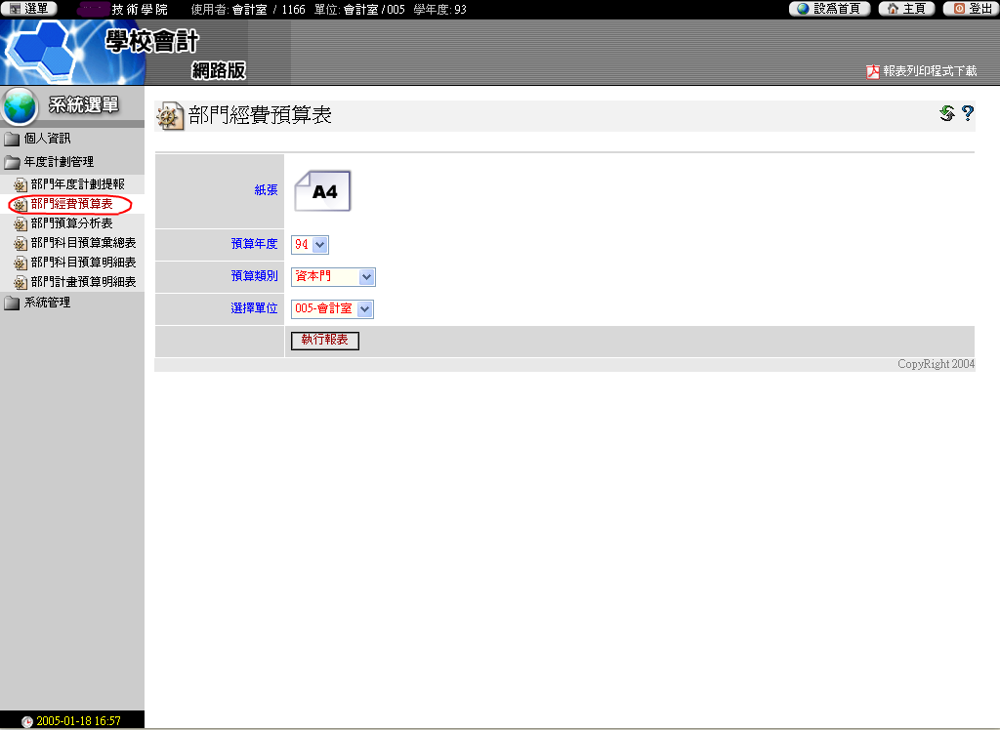 選單 技術學院 使用者: 會計室 / 1166 單位: 會計室 / 005 學年度: 93 設為首頁 主頁 登出
學校會計
網路版
報表列印程式下載
系統選單
部門經費預算表 ?
個人資訊
年度計劃管理
部門年度計劃提報
部門經費預算表
部門預算分析表
部門科目預算彙總表
部門科目預算明細表
部門計畫預算明細表
系統管理
紙張 A4
預算年度 94
預算類別 資本門
選擇單位 005-會計室
執行報表
CopyRight 2004
2005-01-18 16:57